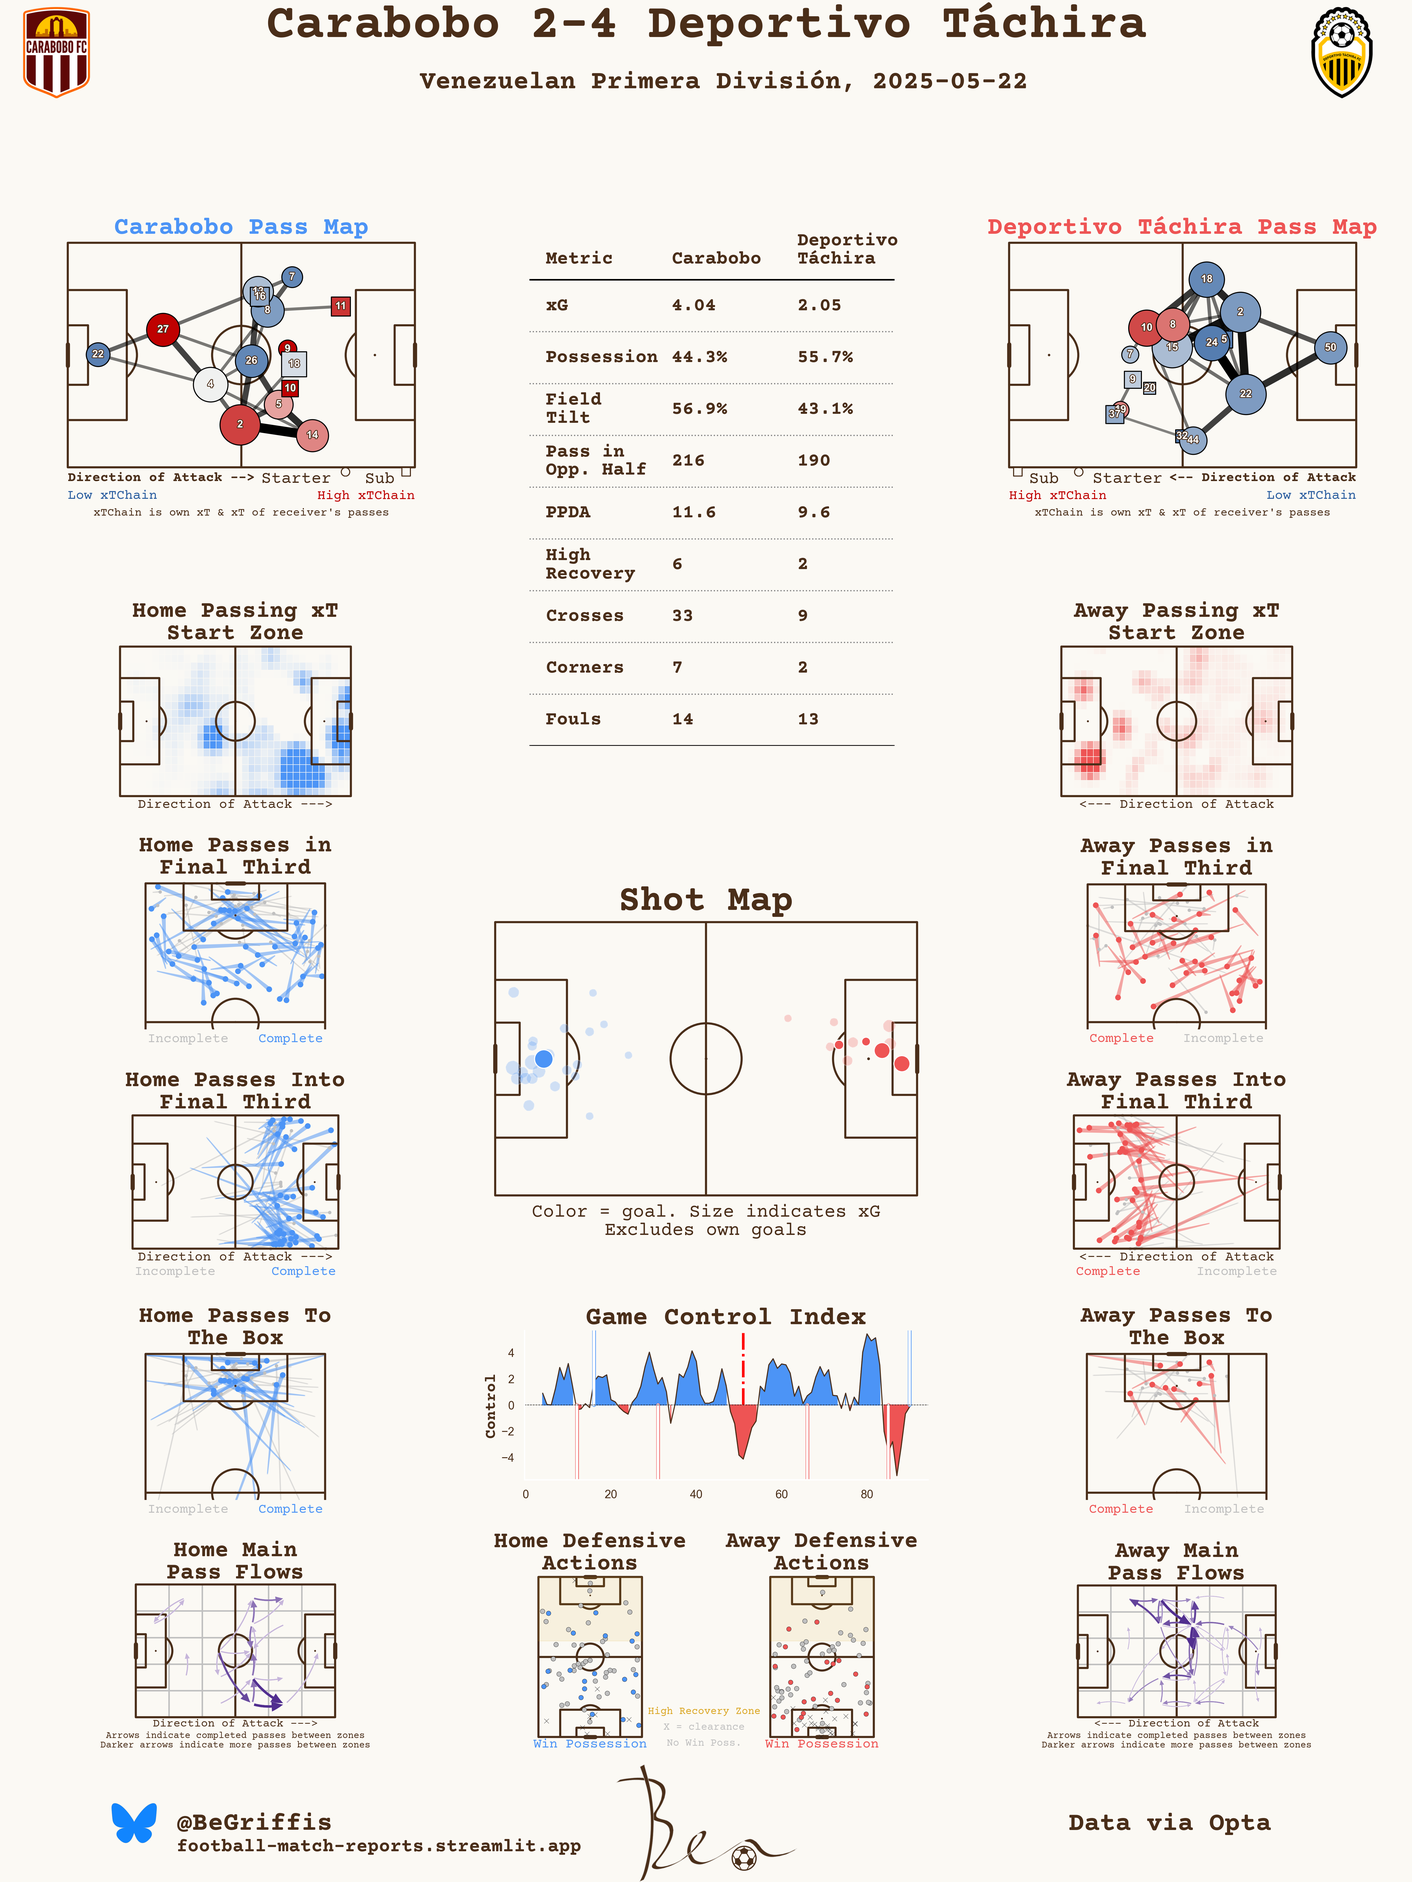 Carabobo 2-4 Deportivo Táchira
Venezuelan Primera División, 2025-05-22
CARABOBO FC
Carabobo Pass Map
22
27
4
2
26
8
16
7
11
9
18
10
5
14
Direction of Attack --> Starter Sub
Low xTChain High xTChain
xTChain is own xT & xT of receiver's passes
Metric Carabobo Deportivo Táchira
xG 4.04 2.05
Possession 44.3% 55.7%
Field Tilt 56.9% 43.1%
Pass in Opp. Half 216 190
PPDA 11.6 9.6
High Recovery 6 2
Crosses 33 9
Corners 7 2
Fouls 14 13
Deportivo Táchira Pass Map
18
2
10
8
15
24
5
7
9
20
19
37
32
44
22
50
Sub Starter <-- Direction of Attack
High xTChain Low xTChain
xTChain is own xT & xT of receiver's passes
Home Passing xT
Start Zone
Direction of Attack --->
Away Passing xT
Start Zone
<--- Direction of Attack
Home Passes in
Final Third
Incomplete Complete
Away Passes in
Final Third
Complete Incomplete
Shot Map
Color = goal. Size indicates xG
Excludes own goals
Home Passes Into
Final Third
Direction of Attack --->
Incomplete Complete
Away Passes Into
Final Third
<--- Direction of Attack
Complete Incomplete
Home Passes To
The Box
Incomplete Complete
Game Control Index
Control
4
2
0
−2
−4
0 20 40 60 80
Away Passes To
The Box
Complete Incomplete
Home Main
Pass Flows
Direction of Attack --->
Arrows indicate completed passes between zones
Darker arrows indicate more passes between zones
Home Defensive
Actions
Win Possession
High Recovery Zone
X = clearance
No Win Poss.
Away Defensive
Actions
Win Possession
Away Main
Pass Flows
<--- Direction of Attack
Arrows indicate completed passes between zones
Darker arrows indicate more passes between zones
@BeGriffis
football-match-reports.streamlit.app
Ben
Data via Opta